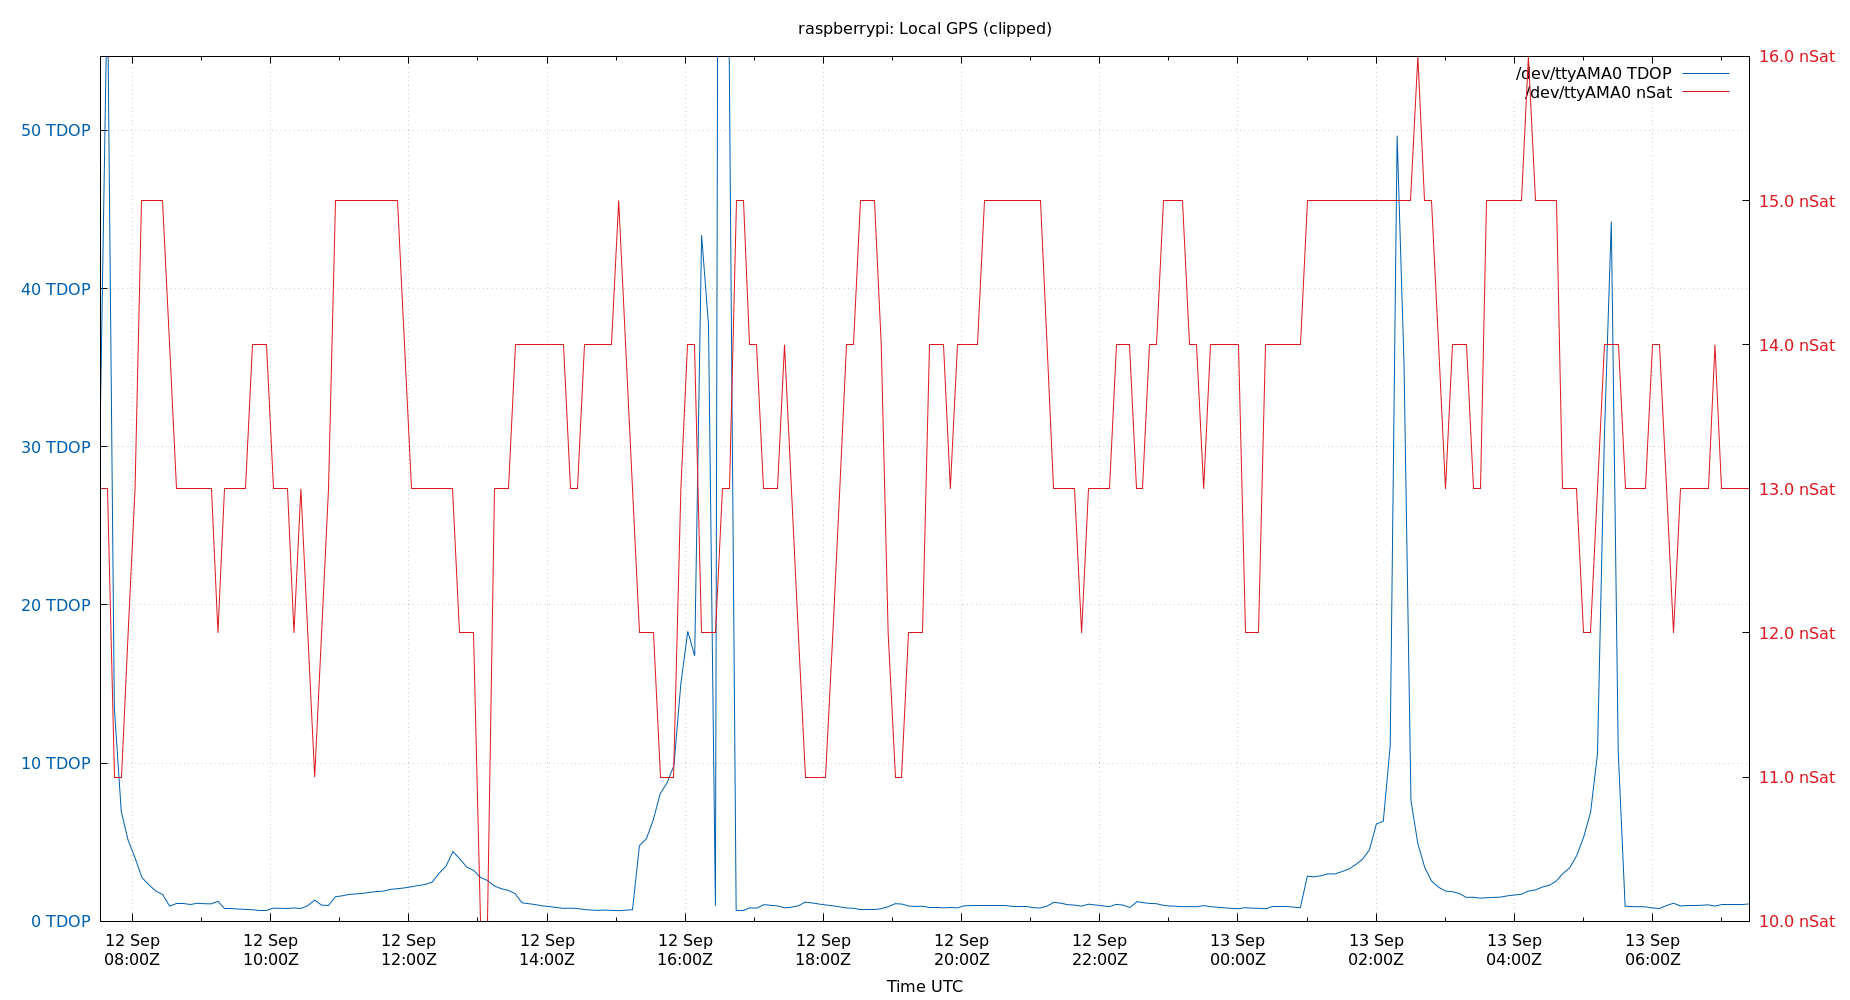 raspberrypi: Local GPS (clipped)
/dev/ttyAMA0 TDOP
/dev/ttyAMA0 nSat
50 TDOP
40 TDOP
30 TDOP
20 TDOP
10 TDOP
0 TDOP
16.0 nSat
15.0 nSat
14.0 nSat
13.0 nSat
12.0 nSat
11.0 nSat
10.0 nSat
12 Sep 12 Sep 12 Sep 12 Sep 12 Sep 12 Sep 12 Sep 12 Sep 13 Sep 13 Sep 13 Sep 13 Sep
08:00Z 10:00Z 12:00Z 14:00Z 16:00Z 18:00Z 20:00Z 22:00Z 00:00Z 02:00Z 04:00Z 06:00Z
Time UTC